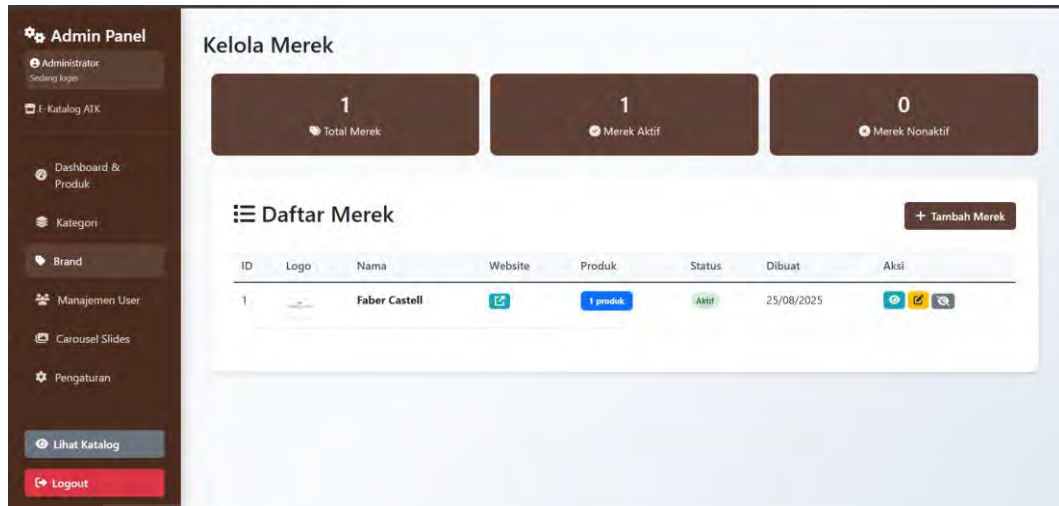 Admin Panel
Administrator
Sedang login
E-Katalog ATK
Dashboard &
Produk
Kategori
Brand
Manajemen User
Carousel Slides
Pengaturan
Lihat Katalog
Logout
Kelola Merek
1
Total Merek
1
Merek Aktif
0
Merek Nonaktif
Daftar Merek
+ Tambah Merek
ID Logo Nama Website Produk Status Dibuat Aksi
1 Faber Castell 1 produk Aktif 25/08/2025